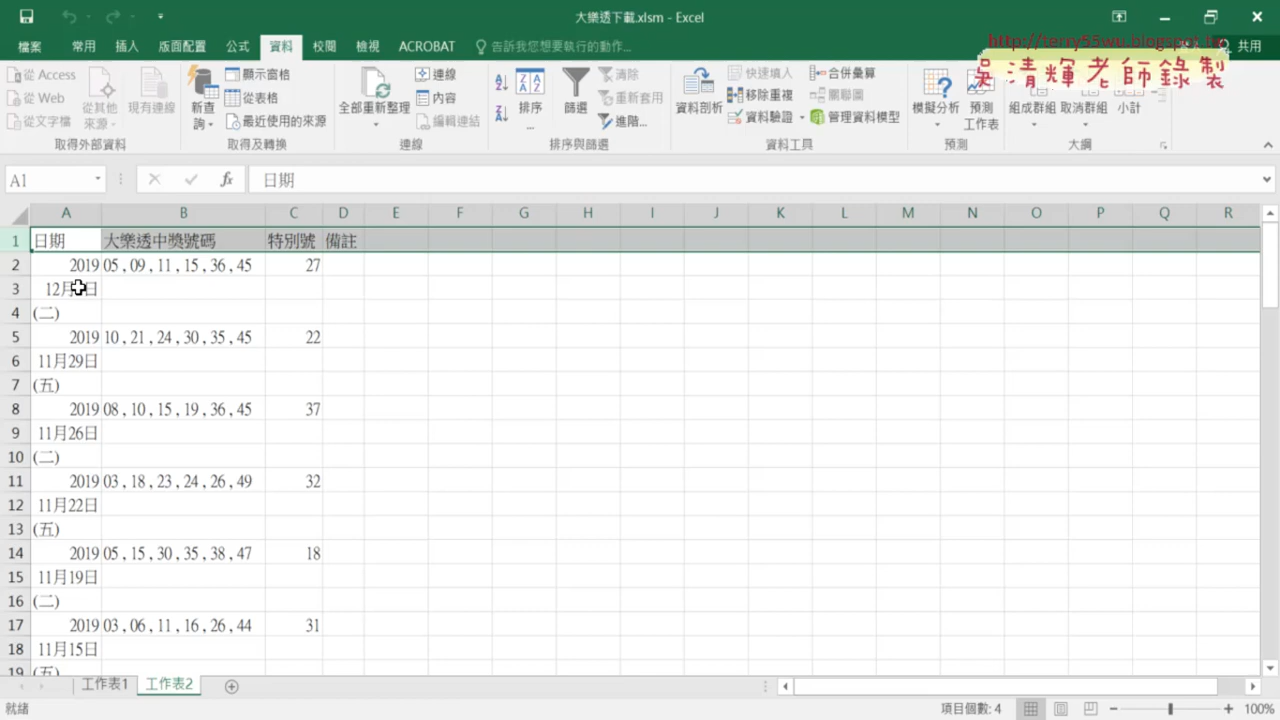 大樂透下載.xlsm - Excel
http://terry55wu.blogspot.tw
吳清輝老師錄製
檔案 常用 插入 版面配置 公式 資料 校閱 檢視 ACROBAT 告訴我您想要執行的動作... 共用
從 Access
從 Web
從文字檔
從其他來源
現有連線
取得外部資料
新查詢
顯示窗格
從表格
最近使用的來源
取得及轉換
全部重新整理
連線
內容
編輯連結
連線
排序...
篩選
清除
重新套用
進階...
排序與篩選
資料剖析
快速填入
移除重複
資料驗證
合併彙算
關聯圖
管理資料模型
資料工具
模擬分析
預測工作表
預測
組成群組
取消群組
小計
大綱
A1 fx 日期
A B C D E F G H I J K L M N O P Q R
1 日期 大樂透中獎號碼 特別號 備註
2 2019 05 , 09 , 11 , 15 , 36 , 45 27
3 12月 日
4 (二)
5 2019 10 , 21 , 24 , 30 , 35 , 45 22
6 11月29日
7 (五)
8 2019 08 , 10 , 15 , 19 , 36 , 45 37
9 11月26日
10 (二)
11 2019 03 , 18 , 23 , 24 , 26 , 49 32
12 11月22日
13 (五)
14 2019 05 , 15 , 30 , 35 , 38 , 47 18
15 11月19日
16 (二)
17 2019 03 , 06 , 11 , 16 , 26 , 44 31
18 11月15日
19 (五)
工作表1 工作表2
就緒 項目個數: 4 100%